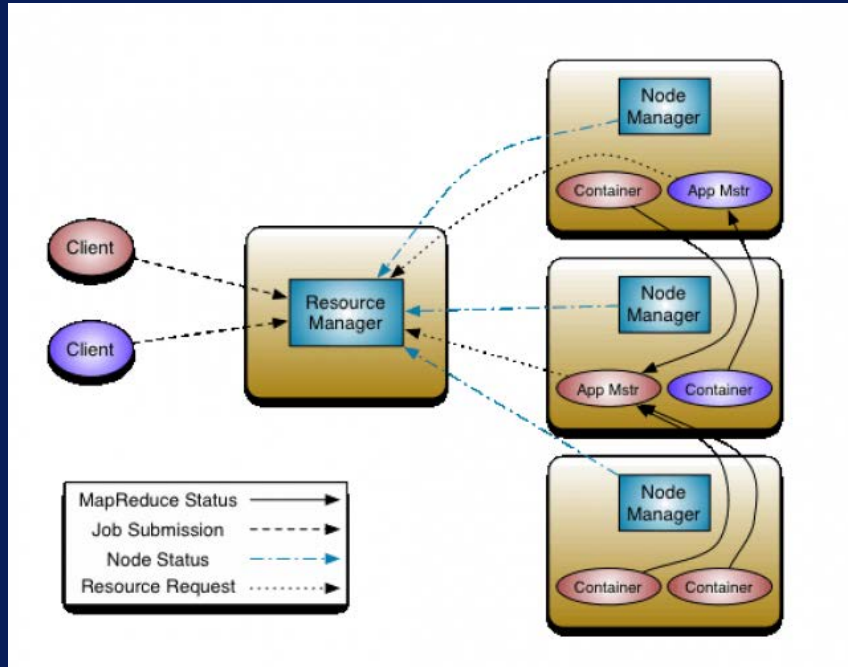 Node
Manager
Container
App Mstr
Client
Resource
Manager
Node
Manager
Client
App Mstr
Container
MapReduce Status
Job Submission
Node Status
Resource Request
Node
Manager
Container
Container